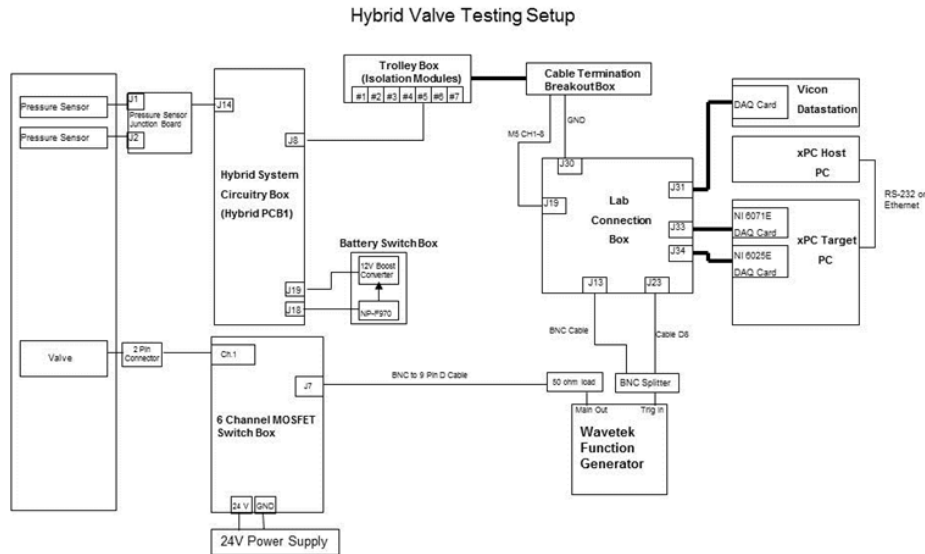 Hybrid Valve Testing Setup
Trolley Box
(Isolation Modules)
#1 #2 #3 #4 #5 #6 #7
Cable Termination
Breakout Box
Vicon
Datastation
DAQ Card
Pressure Sensor
Pressure Sensor
J1
Pressure Sensor
Junction Board
J2
J14
J8
Hybrid System
Circuitry Box
(Hybrid PCB1)
J19
J18
Battery Switch Box
12V Boost
Converter
NP-F970
M5 CH1-8
GND
J30
J19
J31
J33
J34
J13
J23
Lab
Connection
Box
xPC Host
PC
RS-232 or
Ethernet
NI 6071E
DAQ Card
NI 6025E
DAQ Card
xPC Target
PC
BNC Cable
Cable D6
Valve
2 Pin
Connector
Ch.1
J7
6 Channel MOSFET
Switch Box
24 V
GND
24V Power Supply
BNC to 9 Pin D Cable
50 ohm load
BNC Splitter
Main Out
Trig In
Wavetek
Function
Generator